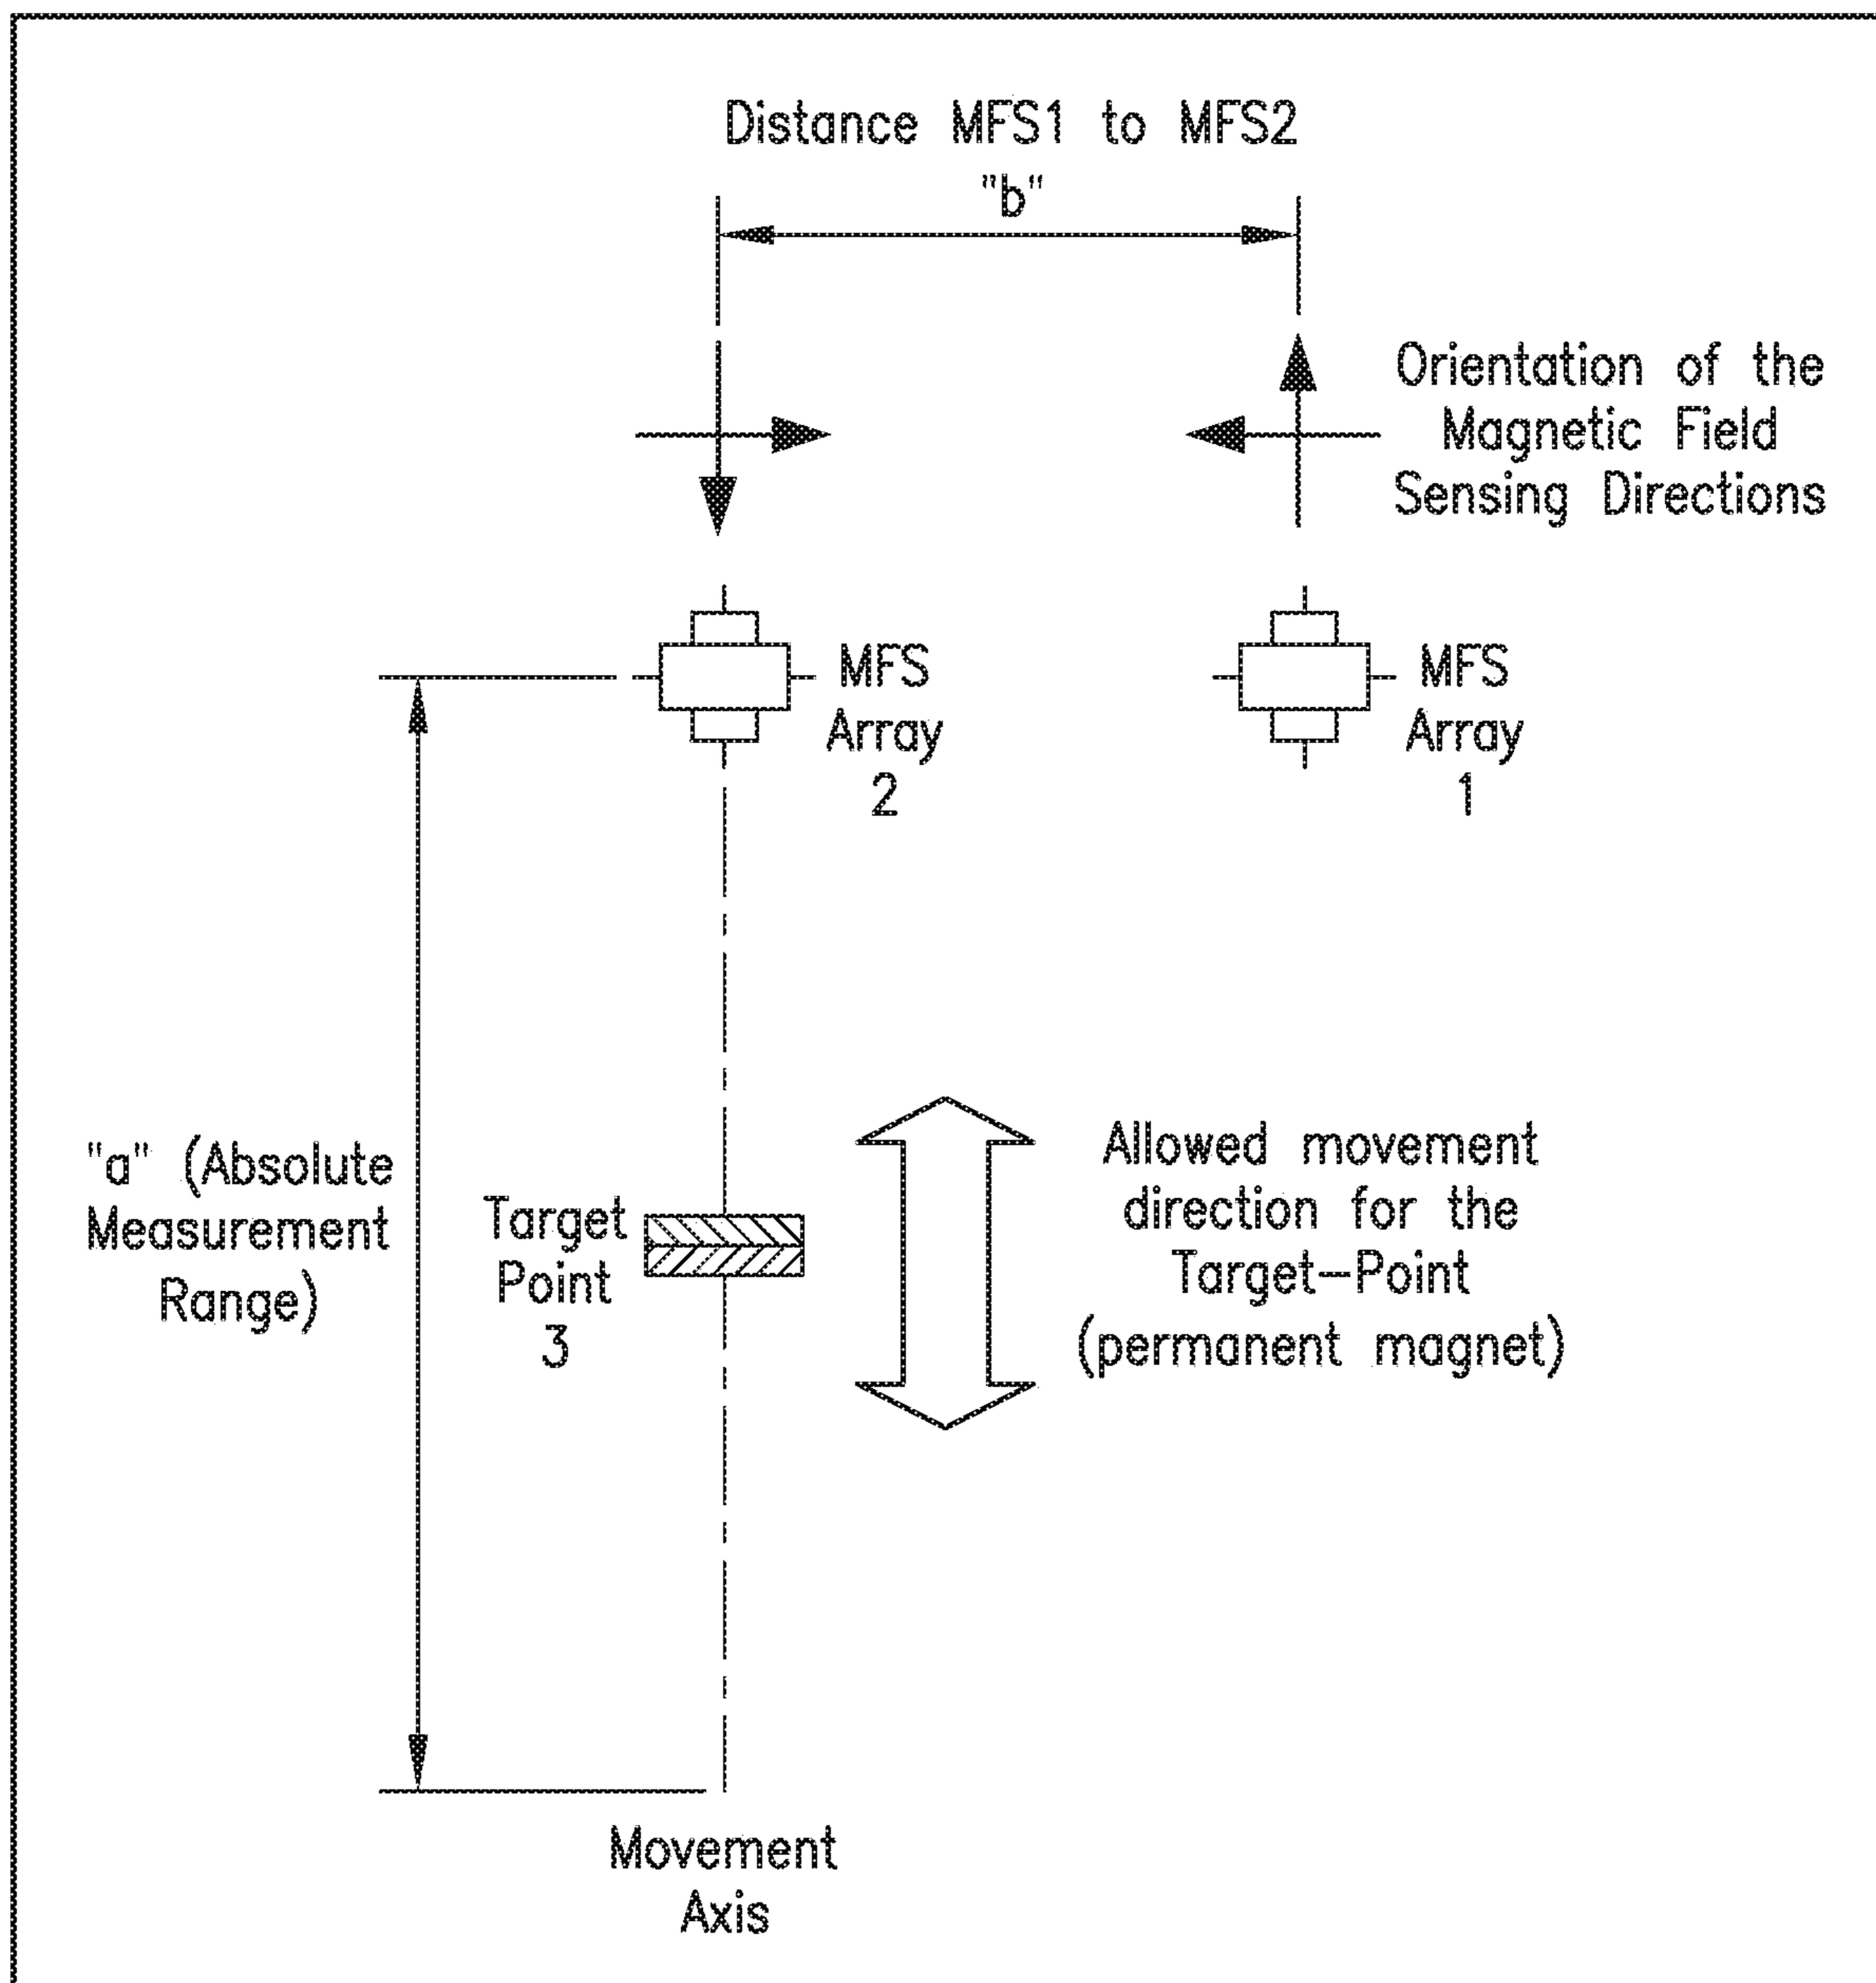 Distance MFS1 to MFS2
"b"
Orientation of the
Magnetic Field
Sensing Directions
MFS
Array
2
MFS
Array
1
"a" (Absolute
Measurement
Range)
Target
Point
3
Allowed movement
direction for the
Target-Point
(permanent magnet)
Movement
Axis